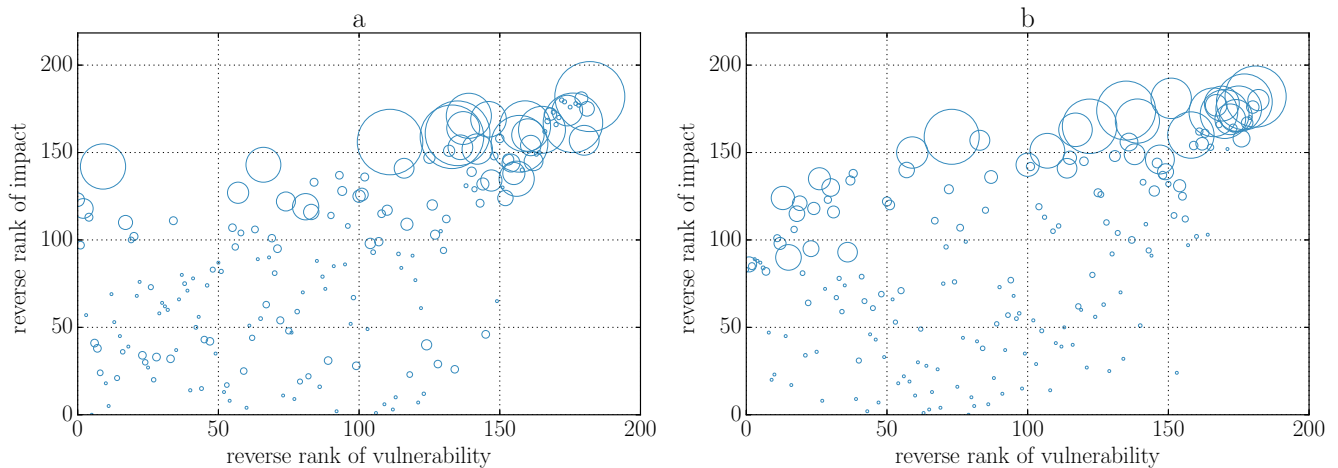 a
200
150
100
50
0
reverse rank of impact
0 50 100 150 200
reverse rank of vulnerability
b
200
150
100
50
0
reverse rank of impact
0 50 100 150 200
reverse rank of vulnerability